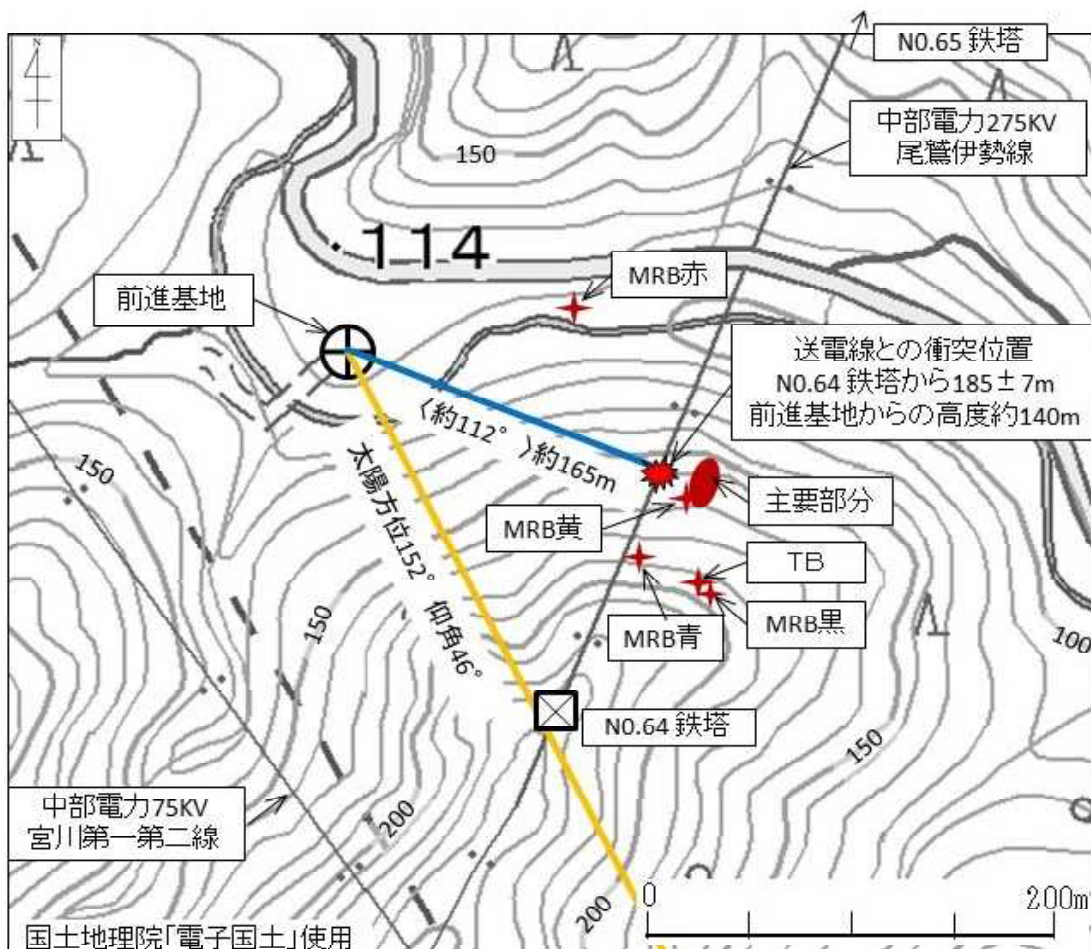 N
N0.65 鉄塔
中部電力275KV
尾鷲伊勢線
150
114
MRB赤
前進基地
送電線との衝突位置
N0.64 鉄塔から185±7m
前進基地からの高度約140m
〈約112°〉約165m
太陽方位152° 仰角46°
150
MRB黄
主要部分
TB
150
MRB青
MRB黒
100
N0.64 鉄塔
150
中部電力75KV
宮川第一第二線
200
200
0
200m
国土地理院「電子国土」使用